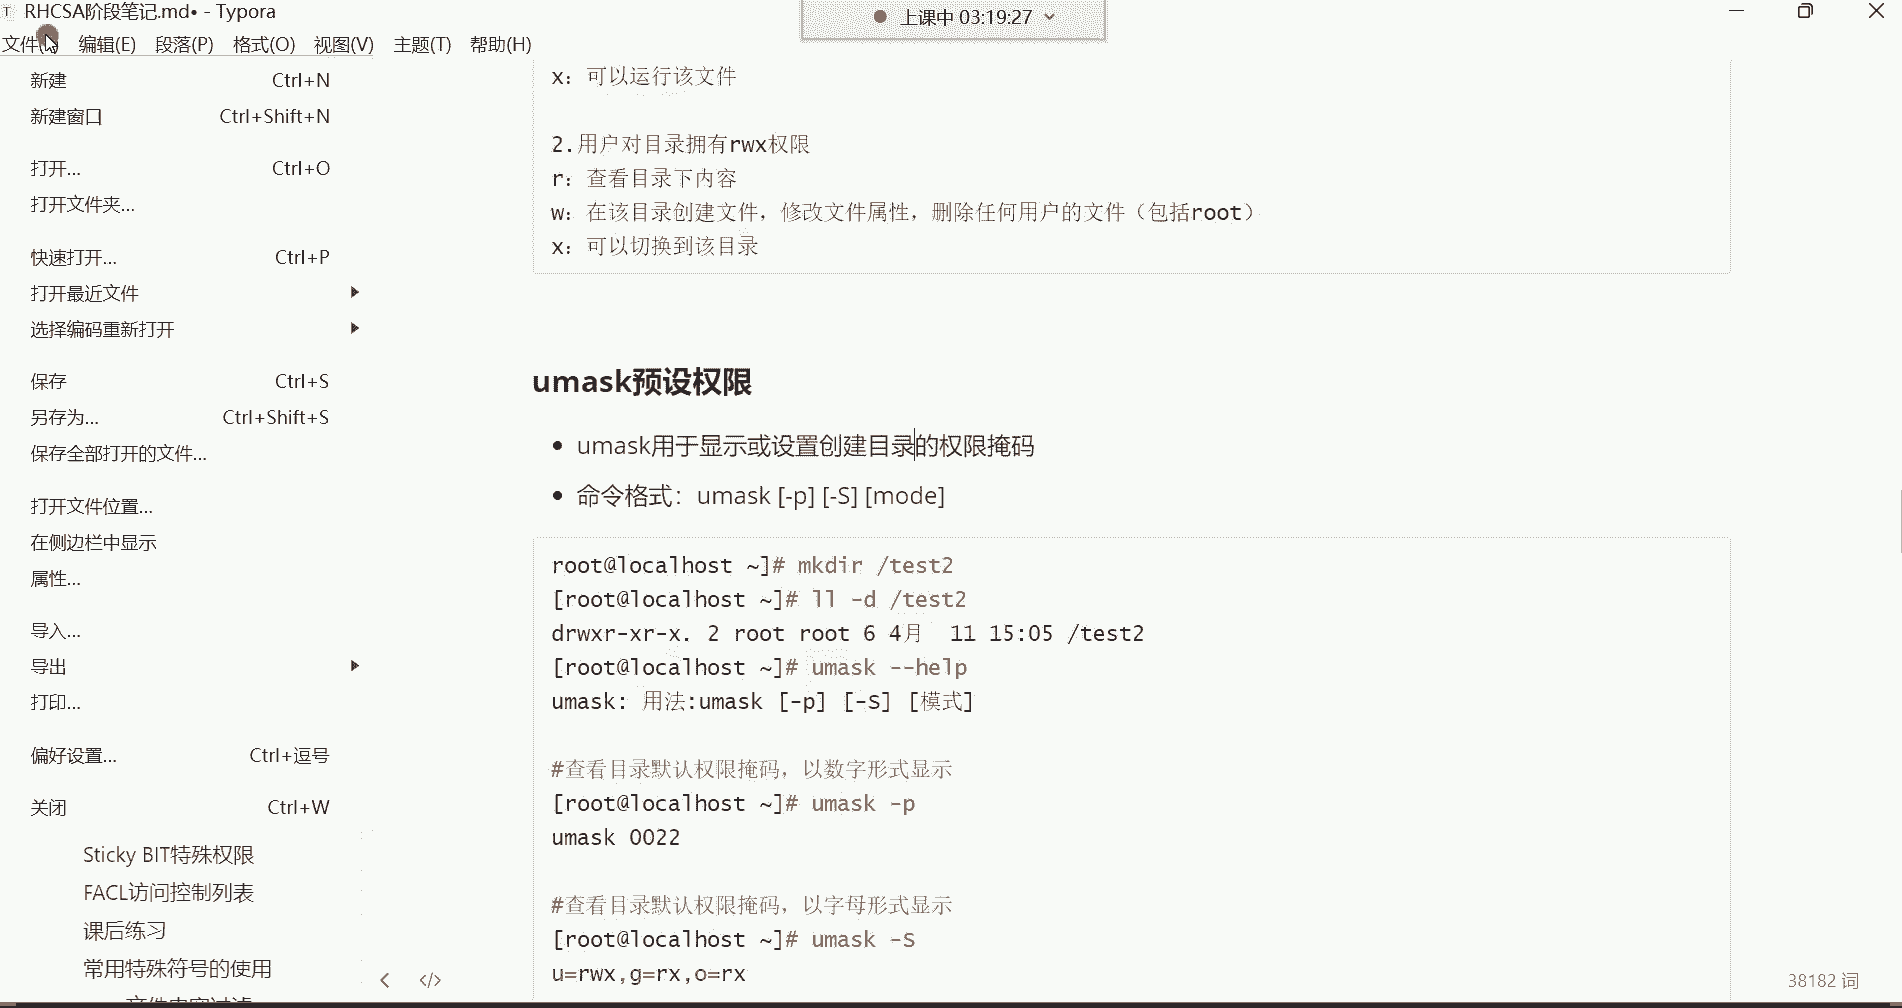 RHCSA阶段笔记.md• - Typora
上课中 03:19:27
编辑(E) 段落(P) 格式(O) 视图(V) 主题(T) 帮助(H)
新建 Ctrl+N
新建窗口 Ctrl+Shift+N
打开... Ctrl+O
打开文件夹...
快速打开... Ctrl+P
打开最近文件
选择编码重新打开
保存 Ctrl+S
另存为... Ctrl+Shift+S
保存全部打开的文件...
打开文件位置...
在侧边栏中显示
属性...
导入...
导出
打印...
偏好设置... Ctrl+逗号
关闭 Ctrl+W
Sticky BIT特殊权限
FACL访问控制列表
课后练习
常用特殊符号的使用
x：可以运行该文件
2.用户对目录拥有rwx权限
r：查看目录下内容
w：在该目录创建文件，修改文件属性，删除任何用户的文件（包括root）
x：可以切换到该目录
umask预设权限
• umask用于显示或设置创建目录的权限掩码
• 命令格式：umask [-p] [-S] [mode]
root@localhost ~]# mkdir /test2
[root@localhost ~]# ll -d /test2
drwxr-xr-x. 2 root root 6 4月  11 15:05 /test2
[root@localhost ~]# umask --help
umask: 用法:umask [-p] [-S] [模式]
#查看目录默认权限掩码，以数字形式显示
[root@localhost ~]# umask -p
umask 0022
#查看目录默认权限掩码，以字母形式显示
[root@localhost ~]# umask -S
u=rwx,g=rx,o=rx
38182 词